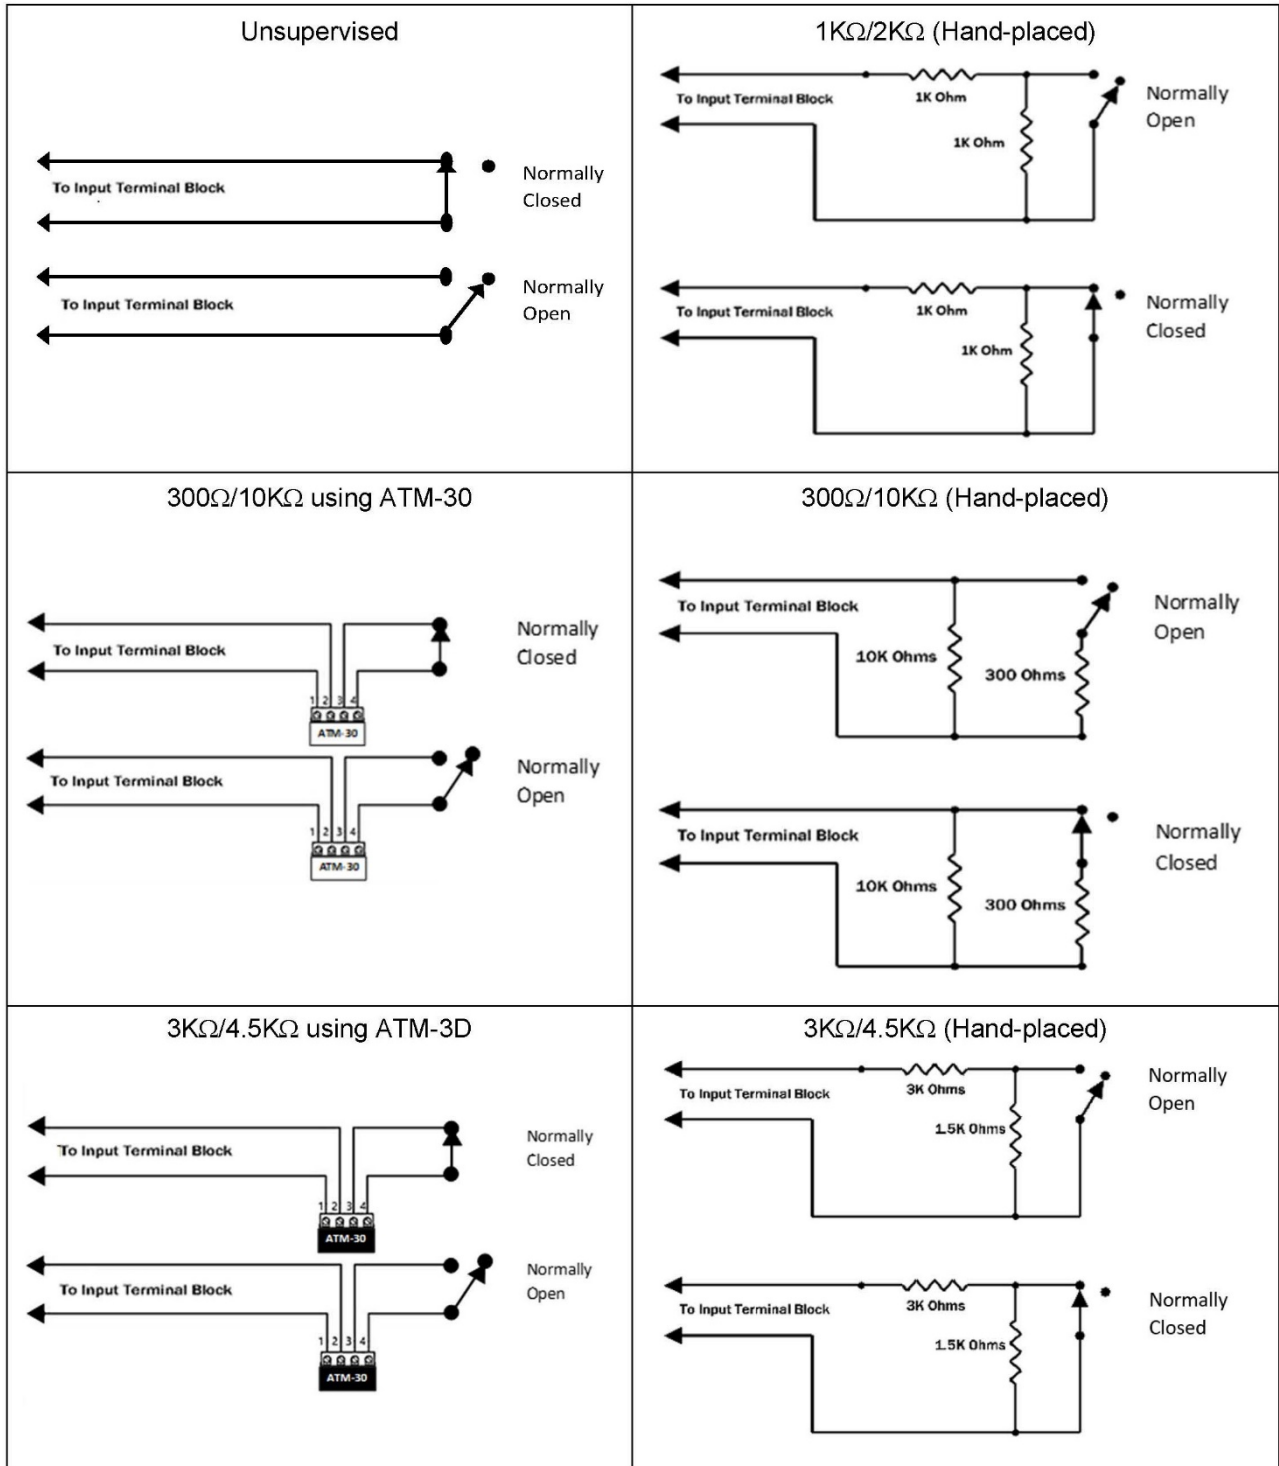 Unsupervised
To Input Terminal Block
Normally
Closed
To Input Terminal Block
Normally
Open
1KΩ/2KΩ (Hand-placed)
1K Ohm
To Input Terminal Block
Normally
Open
1K Ohm
1K Ohm
To Input Terminal Block
Normally
Closed
1K Ohm
300Ω/10KΩ using ATM-30
To Input Terminal Block
Normally
Closed
1 2 3 4
ATM-30
To Input Terminal Block
Normally
Open
1 2 3 4
ATM-30
300Ω/10KΩ (Hand-placed)
To Input Terminal Block
Normally
Open
10K Ohms
300 Ohms
To Input Terminal Block
Normally
Closed
10K Ohms
300 Ohms
3KΩ/4.5KΩ using ATM-3D
To Input Terminal Block
Normally
Closed
1 2 3 4
ATM-30
To Input Terminal Block
Normally
Open
1 2 3 4
ATM-30
3KΩ/4.5KΩ (Hand-placed)
3K Ohms
To Input Terminal Block
Normally
Open
1.5K Ohms
3K Ohms
To Input Terminal Block
Normally
Closed
1.5K Ohms